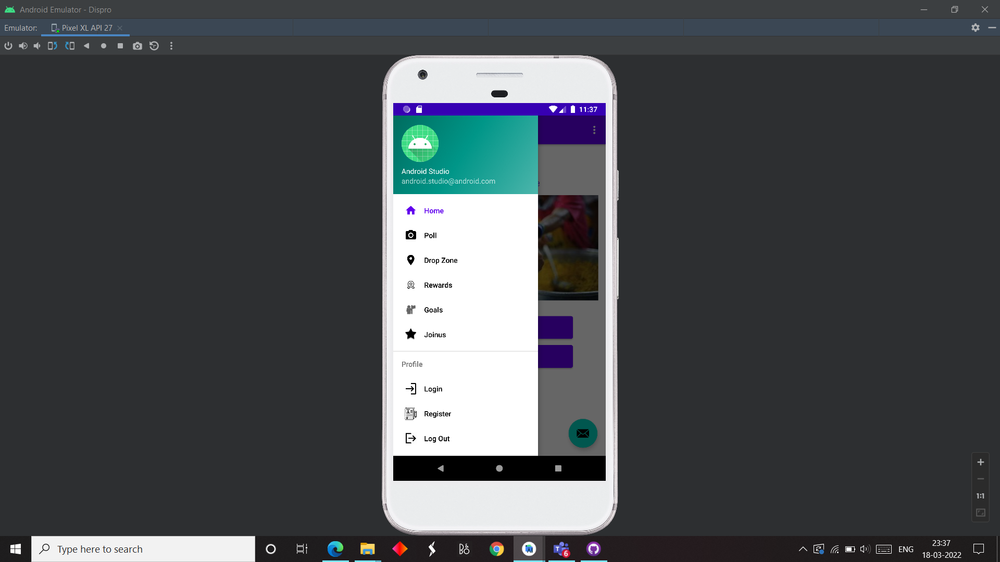 Android Emulator - Dispro
Emulator:
Pixel XL API 27
11:37
Android Studio
android.studio@android.com
e
Home
Poll
Drop Zone
Rewards
Goals
Joinus
Profile
Login
Register
Log Out
1:1
Type here to search
6
ENG
23:37
18-03-2022